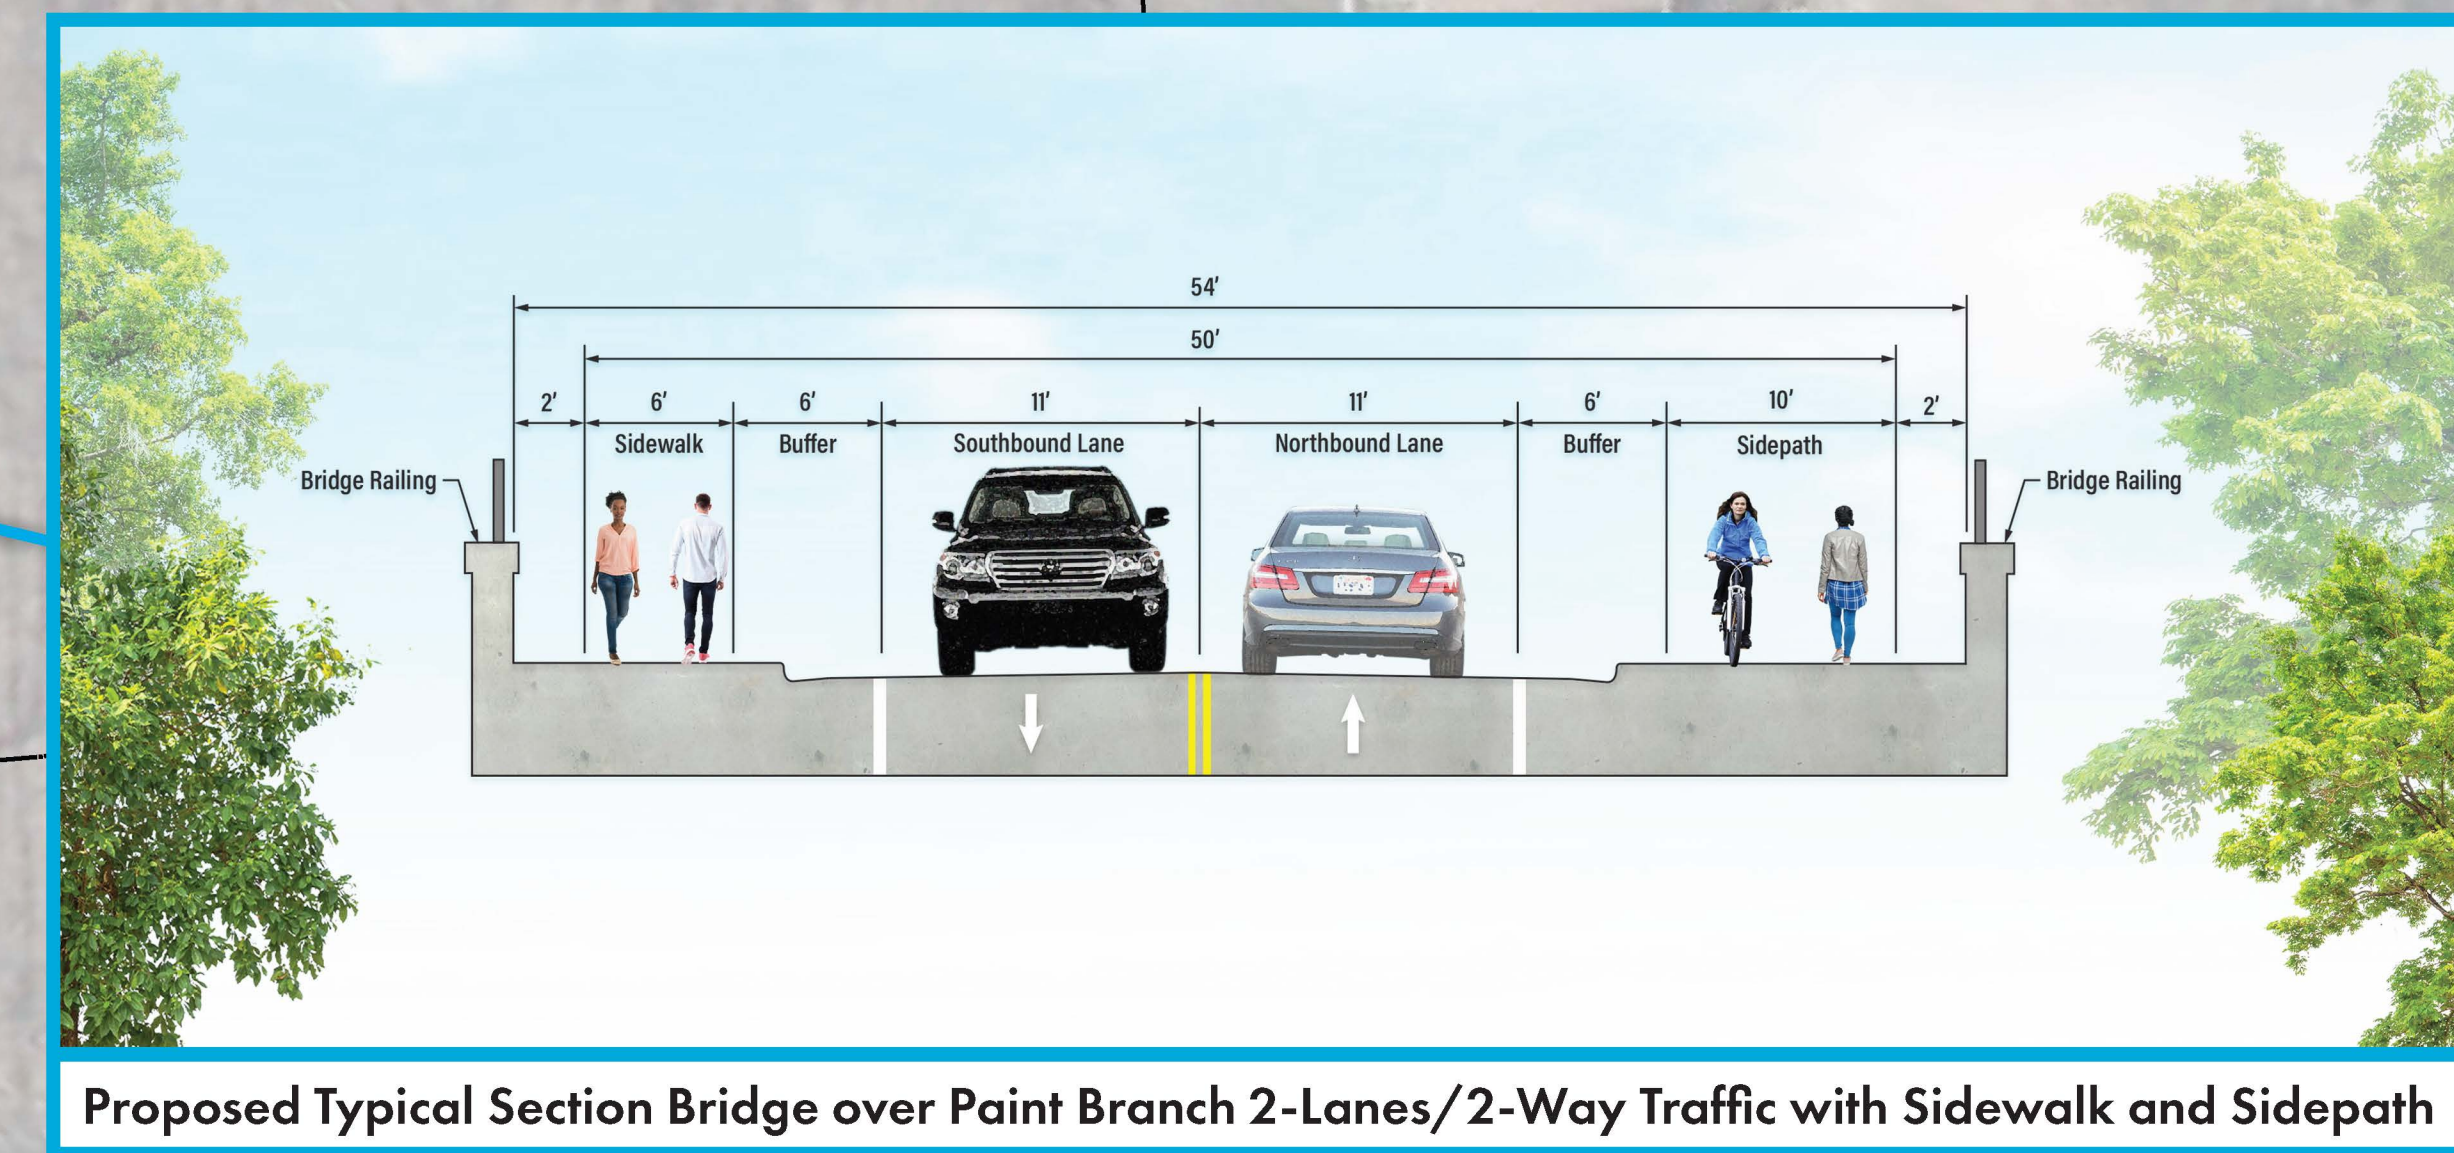 54′
50′
2′ 6′ 6′ 11′ 11′ 6′ 10′ 2′
Sidewalk Buffer Southbound Lane Northbound Lane Buffer Sidepath
Bridge Railing Bridge Railing
Proposed Typical Section Bridge over Paint Branch 2-Lanes/2-Way Traffic with Sidewalk and Sidepath